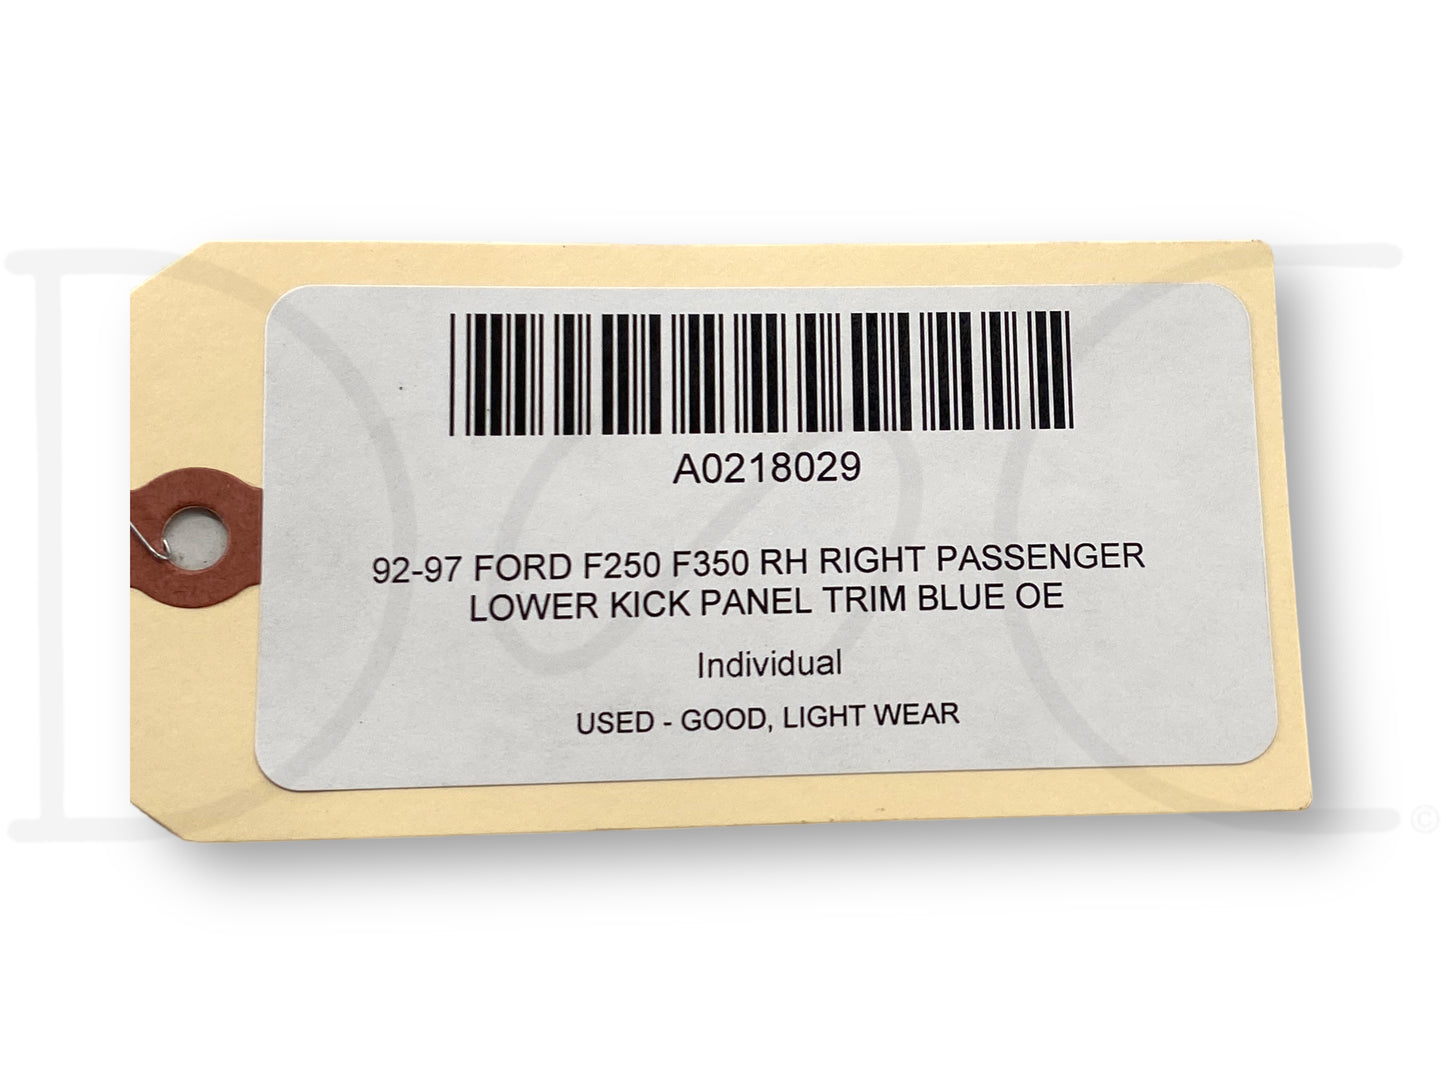 A0218029
92-97 FORD F250 F350 RH RIGHT PASSENGER
LOWER KICK PANEL TRIM BLUE OE
Individual
USED - GOOD, LIGHT WEAR
©